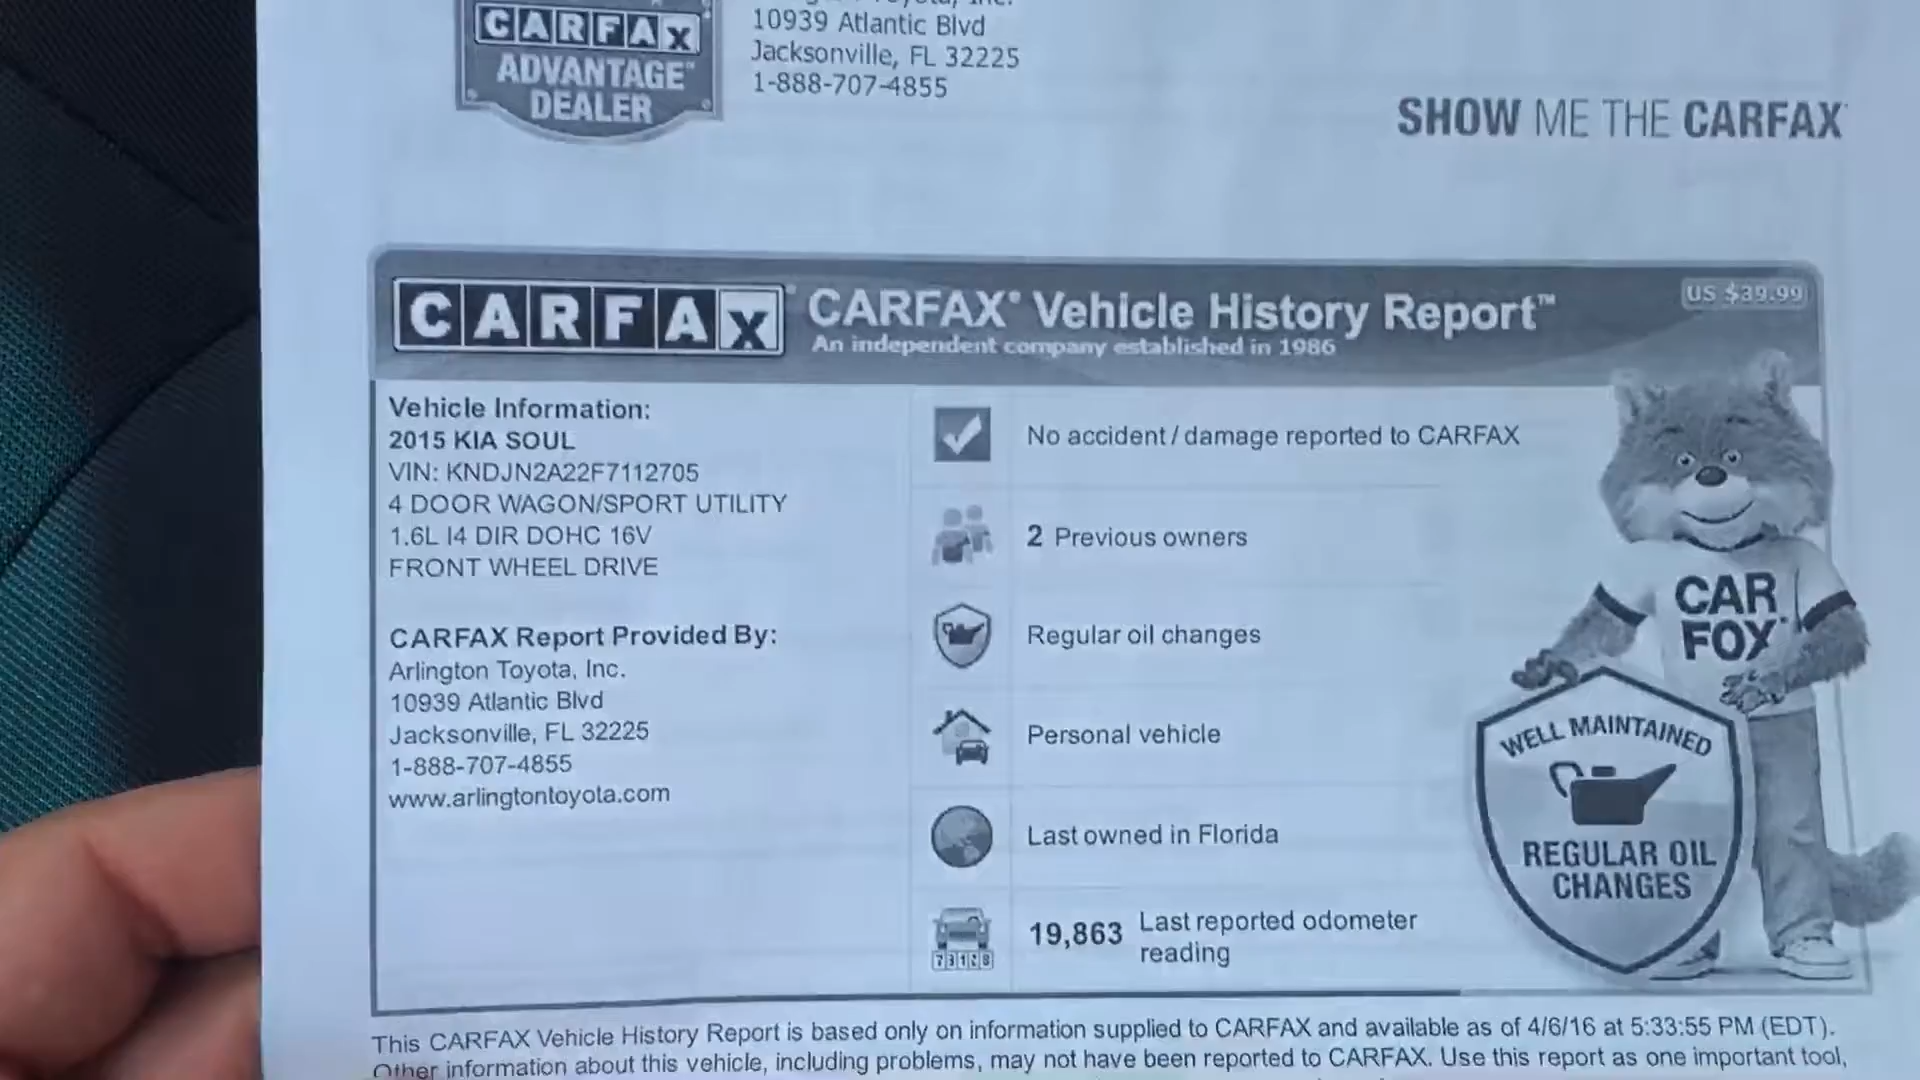 CARFAX
ADVANTAGE™
DEALER
10939 Atlantic Blvd
Jacksonville, FL 32225
1-888-707-4855
SHOW ME THE CARFAX
CARFAX
CARFAX® Vehicle History Report™
US $39.99
An independent company established in 1986
Vehicle Information:
2015 KIA SOUL
VIN: KNDJN2A22F7112705
4 DOOR WAGON/SPORT UTILITY
1.6L I4 DIR DOHC 16V
FRONT WHEEL DRIVE
CARFAX Report Provided By:
Arlington Toyota, Inc.
10939 Atlantic Blvd
Jacksonville, FL 32225
1-888-707-4855
www.arlingtontoyota.com
No accident / damage reported to CARFAX
2 Previous owners
Regular oil changes
Personal vehicle
Last owned in Florida
19,863 Last reported odometer
reading
CAR
FOX
WELL MAINTAINED
REGULAR OIL
CHANGES
This CARFAX Vehicle History Report is based only on information supplied to CARFAX and available as of 4/6/16 at 5:33:55 PM (EDT).
Other information about this vehicle, including problems, may not have been reported to CARFAX. Use this report as one important tool,